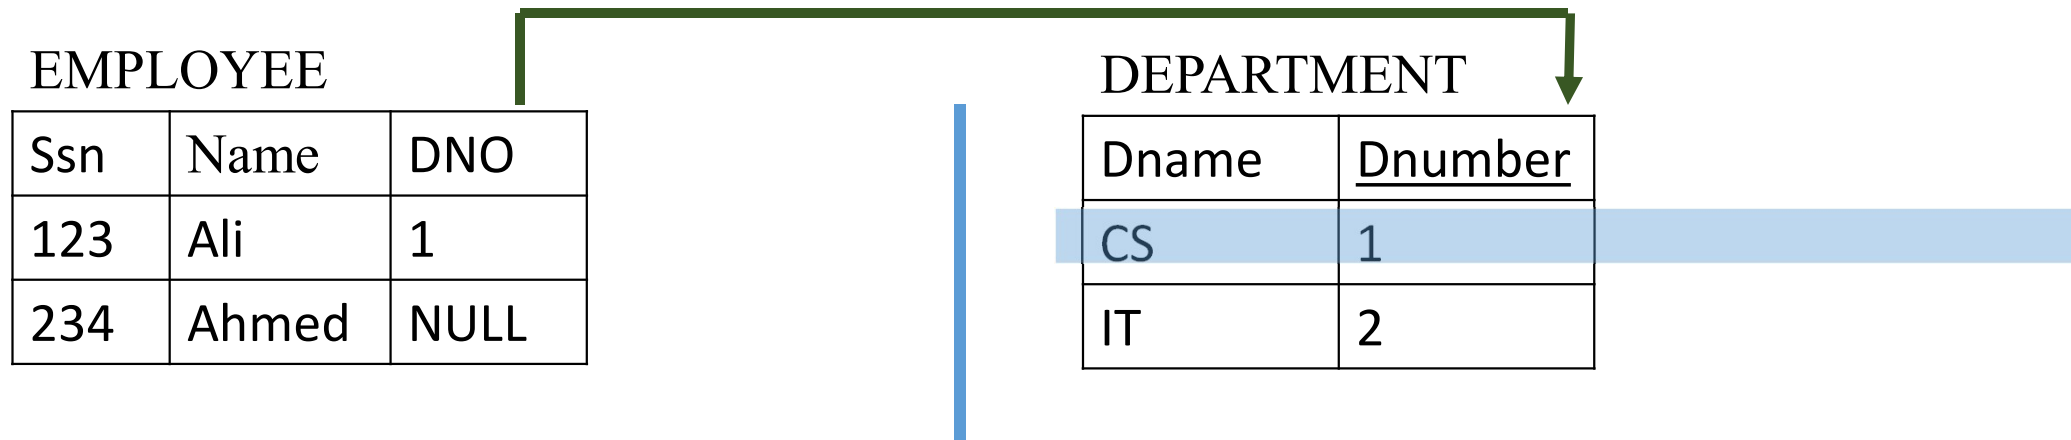 EMPLOYEE
Ssn Name DNO
123 Ali 1
234 Ahmed NULL
DEPARTMENT
Dname Dnumber
CS 1
IT 2